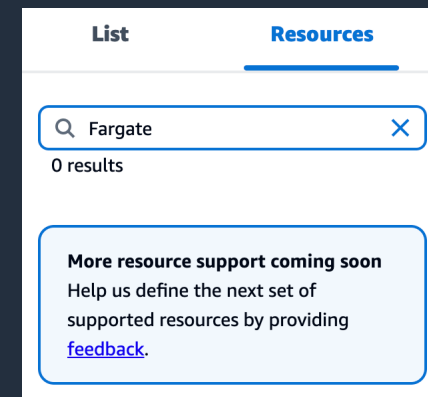 List Resources
Fargate
0 results
More resource support coming soon
Help us define the next set of
supported resources by providing
feedback.